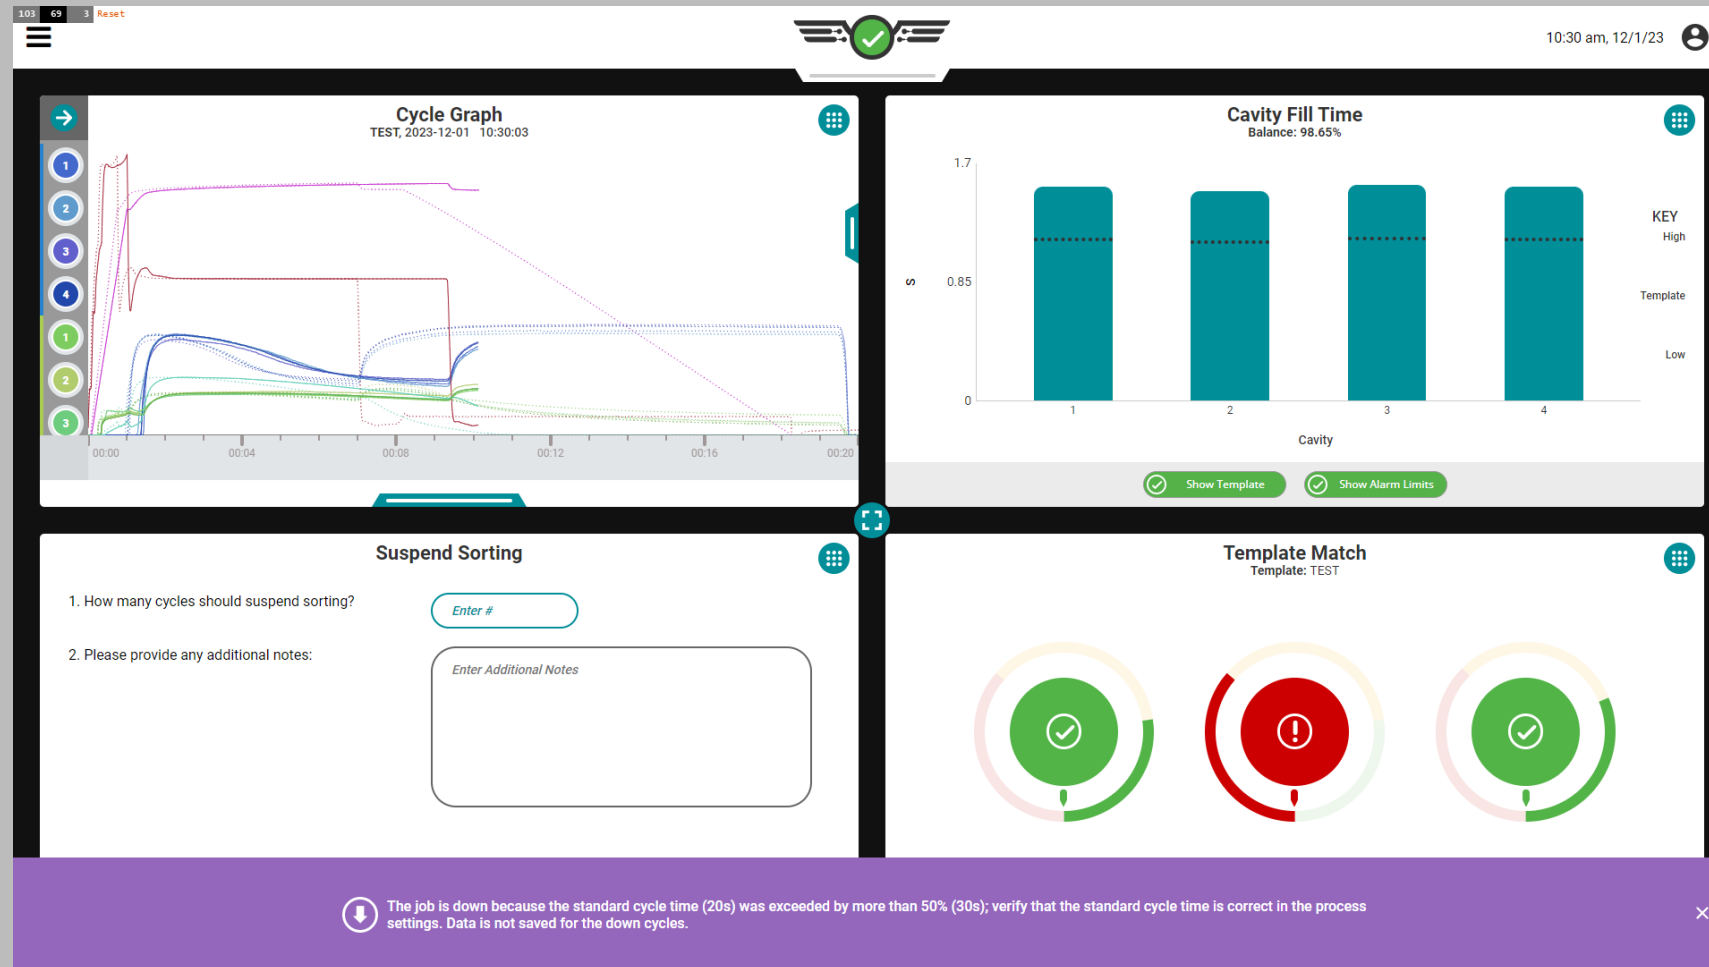 103 69 3 Reset
10:30 am, 12/1/23
Cycle Graph
TEST, 2023-12-01 10:30:03
1
2
3
4
1
2
3
00:00 00:04 00:08 00:12 00:16 00:20
Cavity Fill Time
Balance: 98.65%
1.7
0.85
0
s
1 2 3 4
Cavity
KEY
High
Template
Low
Show Template Show Alarm Limits
Suspend Sorting
1. How many cycles should suspend sorting?
Enter #
2. Please provide any additional notes:
Enter Additional Notes
Template Match
Template: TEST
The job is down because the standard cycle time (20s) was exceeded by more than 50% (30s); verify that the standard cycle time is correct in the process
settings. Data is not saved for the down cycles.